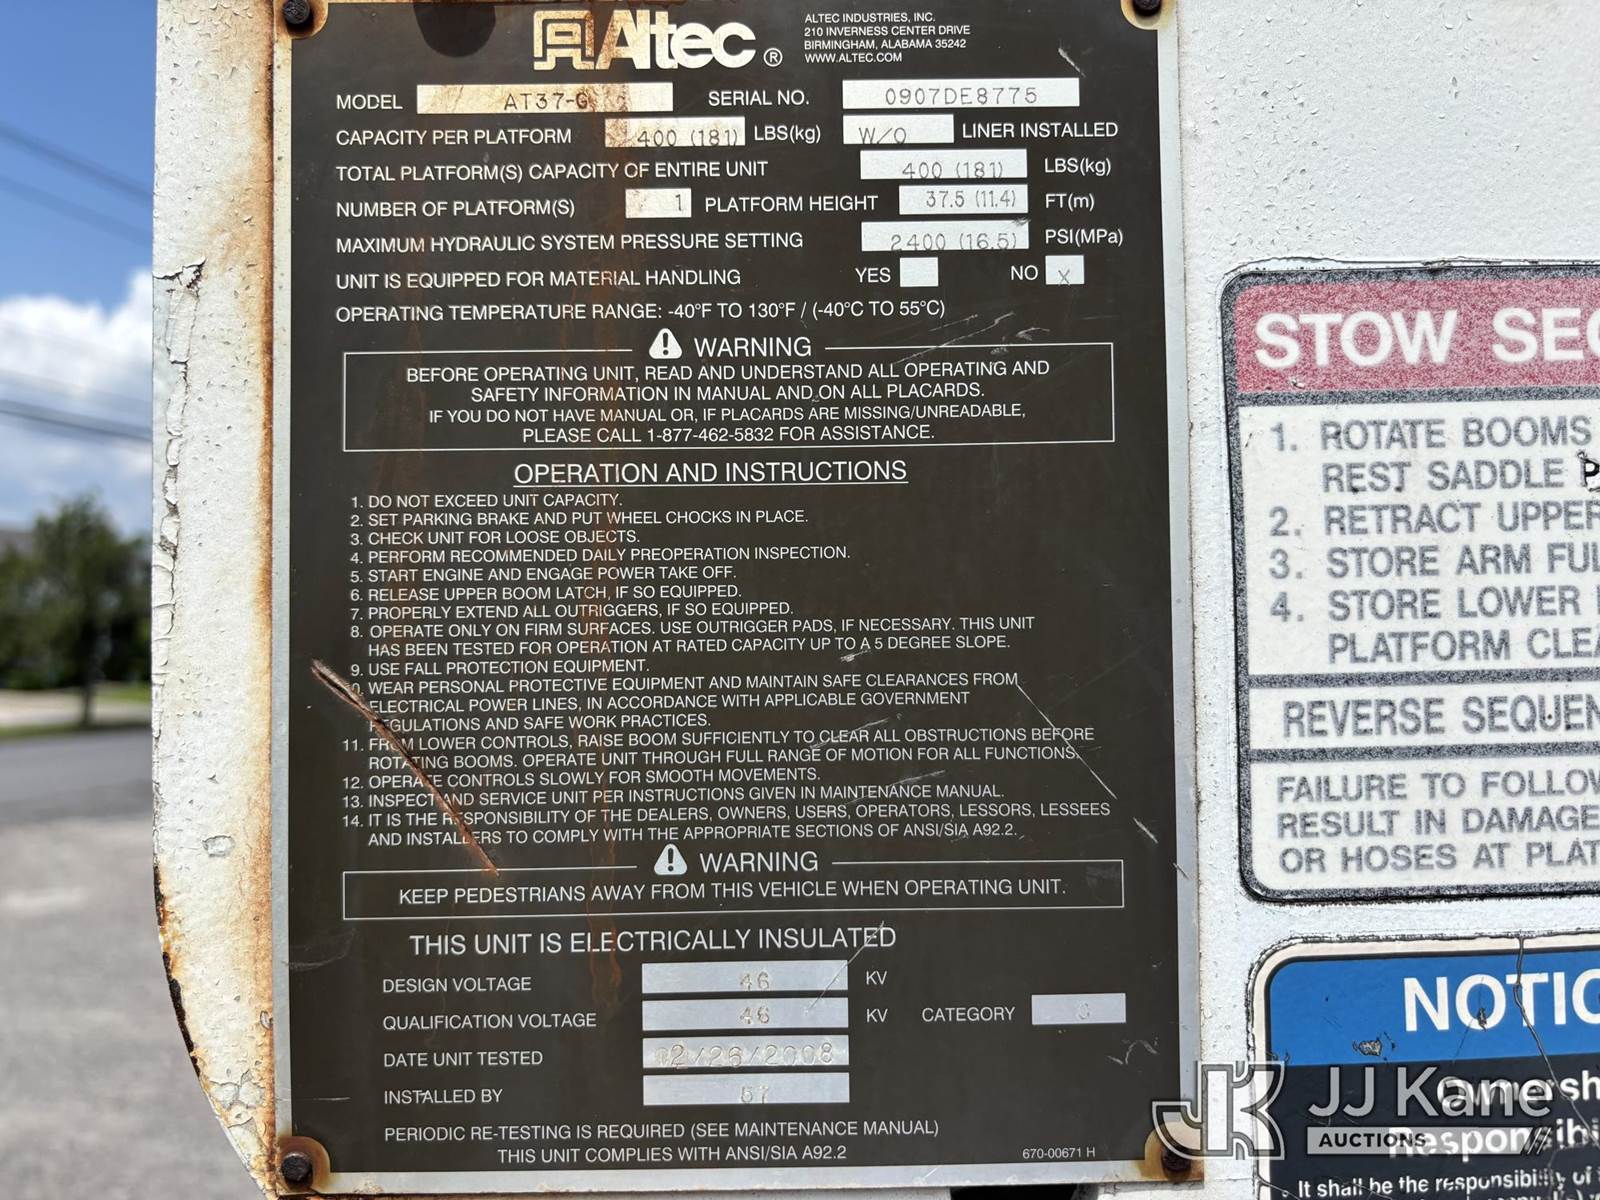 Altec ®
ALTEC INDUSTRIES, INC.
210 INVERNESS CENTER DRIVE
BIRMINGHAM, ALABAMA 35242
WWW.ALTEC.COM
MODEL AT37-G SERIAL NO. 0907DE8775
CAPACITY PER PLATFORM 400 (181) LBS(kg) W/O LINER INSTALLED
TOTAL PLATFORM(S) CAPACITY OF ENTIRE UNIT 400 (181) LBS(kg)
NUMBER OF PLATFORM(S) 1 PLATFORM HEIGHT 37.5 (11.4) FT(m)
MAXIMUM HYDRAULIC SYSTEM PRESSURE SETTING 2400 (16.5) PSI(MPa)
UNIT IS EQUIPPED FOR MATERIAL HANDLING YES NO X
OPERATING TEMPERATURE RANGE: -40°F TO 130°F / (-40°C TO 55°C)
WARNING
BEFORE OPERATING UNIT, READ AND UNDERSTAND ALL OPERATING AND
SAFETY INFORMATION IN MANUAL AND ON ALL PLACARDS.
IF YOU DO NOT HAVE MANUAL OR, IF PLACARDS ARE MISSING/UNREADABLE,
PLEASE CALL 1-877-462-5832 FOR ASSISTANCE.
OPERATION AND INSTRUCTIONS
1. DO NOT EXCEED UNIT CAPACITY.
2. SET PARKING BRAKE AND PUT WHEEL CHOCKS IN PLACE.
3. CHECK UNIT FOR LOOSE OBJECTS.
4. PERFORM RECOMMENDED DAILY PREOPERATION INSPECTION.
5. START ENGINE AND ENGAGE POWER TAKE OFF.
6. RELEASE UPPER BOOM LATCH, IF SO EQUIPPED.
7. PROPERLY EXTEND ALL OUTRIGGERS, IF SO EQUIPPED.
8. OPERATE ONLY ON FIRM SURFACES. USE OUTRIGGER PADS, IF NECESSARY. THIS UNIT
HAS BEEN TESTED FOR OPERATION AT RATED CAPACITY UP TO A 5 DEGREE SLOPE.
9. USE FALL PROTECTION EQUIPMENT.
10. WEAR PERSONAL PROTECTIVE EQUIPMENT AND MAINTAIN SAFE CLEARANCES FROM
ELECTRICAL POWER LINES, IN ACCORDANCE WITH APPLICABLE GOVERNMENT
REGULATIONS AND SAFE WORK PRACTICES.
11. FROM LOWER CONTROLS, RAISE BOOM SUFFICIENTLY TO CLEAR ALL OBSTRUCTIONS BEFORE
ROTATING BOOMS. OPERATE UNIT THROUGH FULL RANGE OF MOTION FOR ALL FUNCTIONS.
12. OPERATE CONTROLS SLOWLY FOR SMOOTH MOVEMENTS.
13. INSPECT AND SERVICE UNIT PER INSTRUCTIONS GIVEN IN MAINTENANCE MANUAL.
14. IT IS THE RESPONSIBILITY OF THE DEALERS, OWNERS, USERS, OPERATORS, LESSORS, LESSEES
AND INSTALLERS TO COMPLY WITH THE APPROPRIATE SECTIONS OF ANSI/SIA A92.2.
WARNING
KEEP PEDESTRIANS AWAY FROM THIS VEHICLE WHEN OPERATING UNIT.
THIS UNIT IS ELECTRICALLY INSULATED
DESIGN VOLTAGE 46 KV
QUALIFICATION VOLTAGE 46 KV CATEGORY
DATE UNIT TESTED 02/26/2008
INSTALLED BY 57
PERIODIC RE-TESTING IS REQUIRED (SEE MAINTENANCE MANUAL)
THIS UNIT COMPLIES WITH ANSI/SIA A92.2
670-00671 H
STOW SEQ
1. ROTATE BOOMS
REST SADDLE P
2. RETRACT UPPER
3. STORE ARM FUL
4. STORE LOWER
PLATFORM CLEA
REVERSE SEQUEN
FAILURE TO FOLLOW
RESULT IN DAMAGE
OR HOSES AT PLAT
NOTIC
Ownersh
Responsibi
It shall be the responsibility of
JJ Kane
AUCTIONS